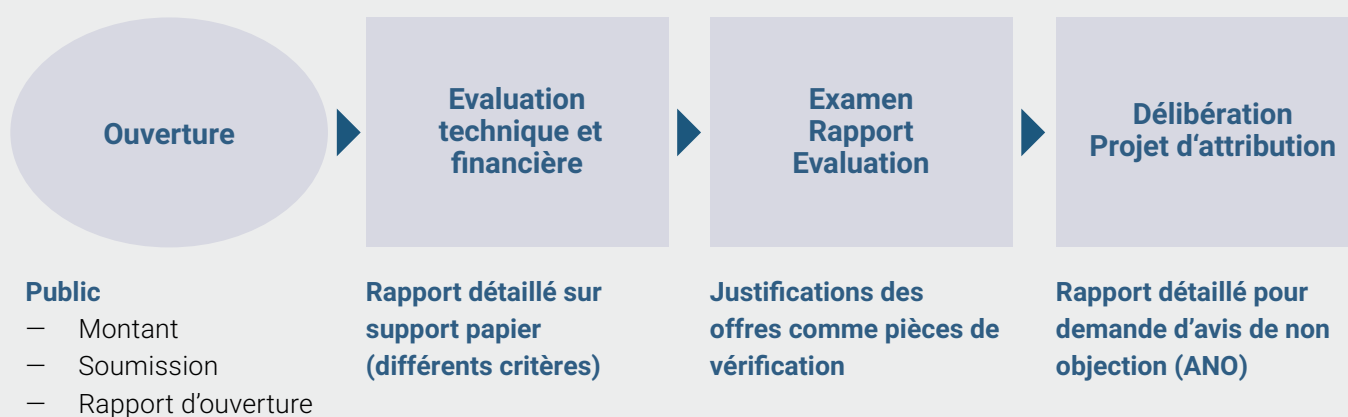 Ouverture
Evaluation
technique et
financière
Examen
Rapport
Evaluation
Délibération
Projet d‘attribution
Public
— Montant
— Soumission
— Rapport d'ouverture
Rapport détaillé sur
support papier
(différents critères)
Justifications des
offres comme pièces de
vérification
Rapport détaillé pour
demande d'avis de non
objection (ANO)